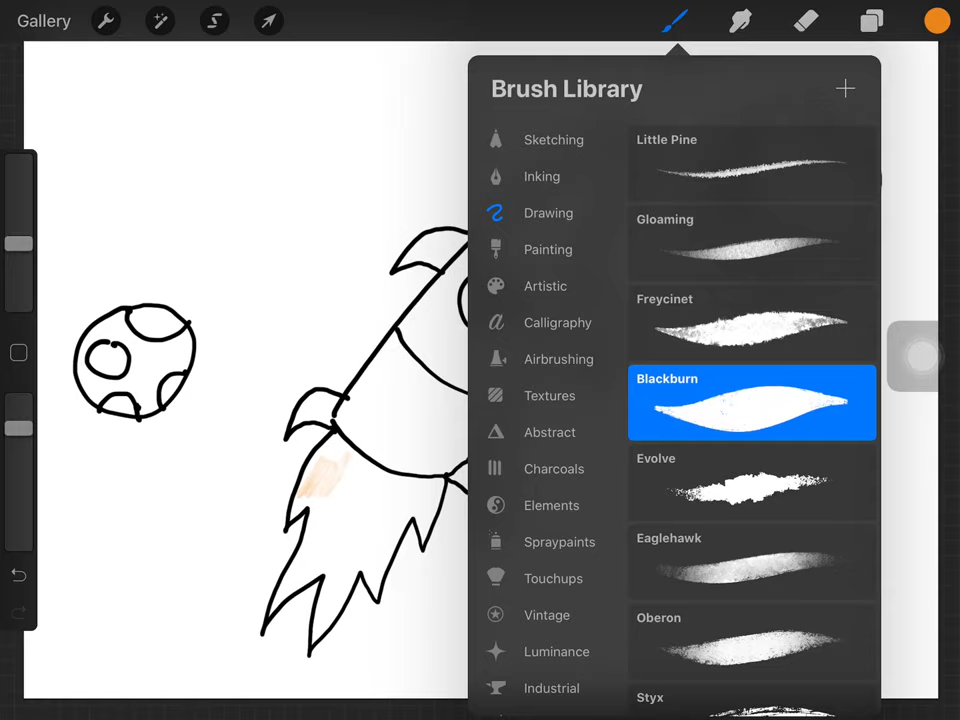 Gallery
Brush Library
Sketching
Inking
Drawing
Painting
Artistic
Calligraphy
Airbrushing
Textures
Abstract
Charcoals
Elements
Spraypaints
Touchups
Vintage
Luminance
Industrial
Little Pine
Gloaming
Freycinet
Blackburn
Evolve
Eaglehawk
Oberon
Styx